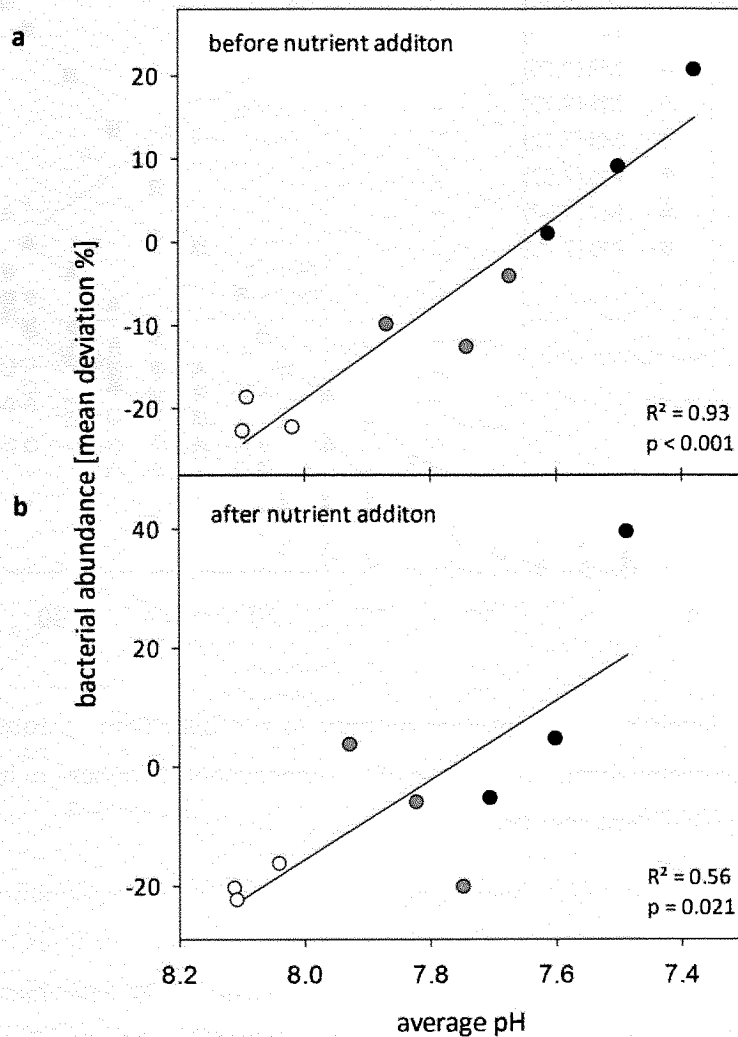 a
before nutrient additon
20
10
0
-10
-20
R² = 0.93
p < 0.001
bacterial abundance [mean deviation %]
b
after nutrient additon
40
20
0
-20
R² = 0.56
p = 0.021
8.2 8.0 7.8 7.6 7.4
average pH